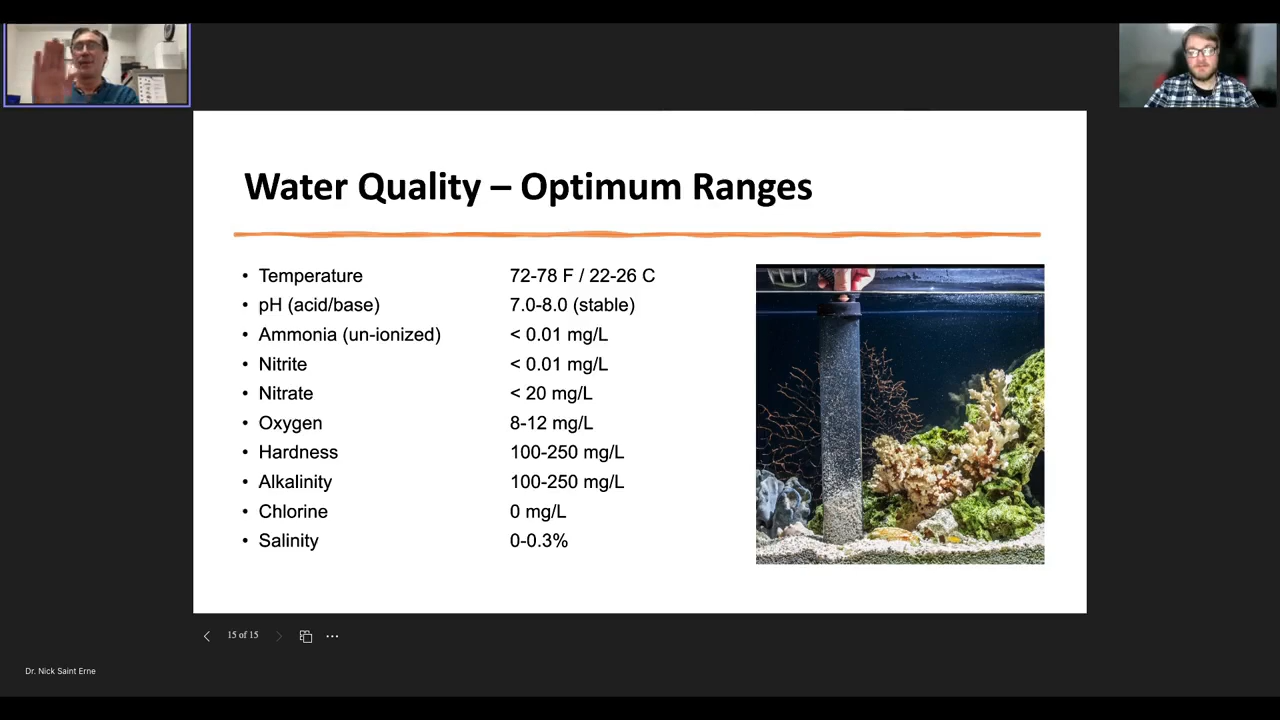 Water Quality – Optimum Ranges
• Temperature 72-78 F / 22-26 C
• pH (acid/base) 7.0-8.0 (stable)
• Ammonia (un-ionized) < 0.01 mg/L
• Nitrite < 0.01 mg/L
• Nitrate < 20 mg/L
• Oxygen 8-12 mg/L
• Hardness 100-250 mg/L
• Alkalinity 100-250 mg/L
• Chlorine 0 mg/L
• Salinity 0-0.3%
15 of 15
Dr. Nick Saint Erne